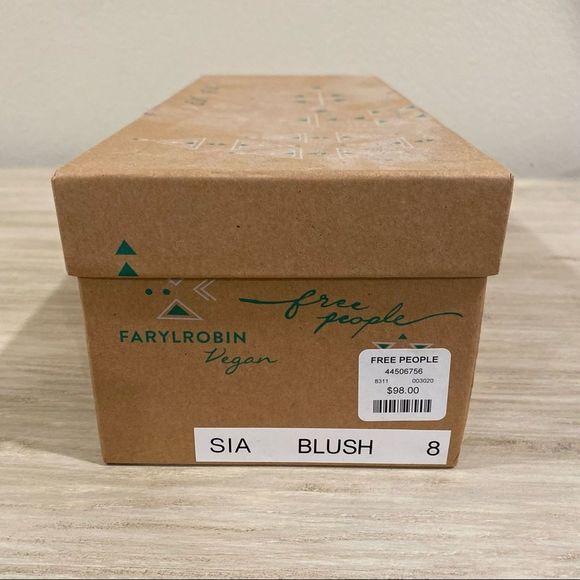 free
people
FARYLROBIN
Vegan
FREE PEOPLE
44506756
8311 003020
$98.00
SIA BLUSH 8